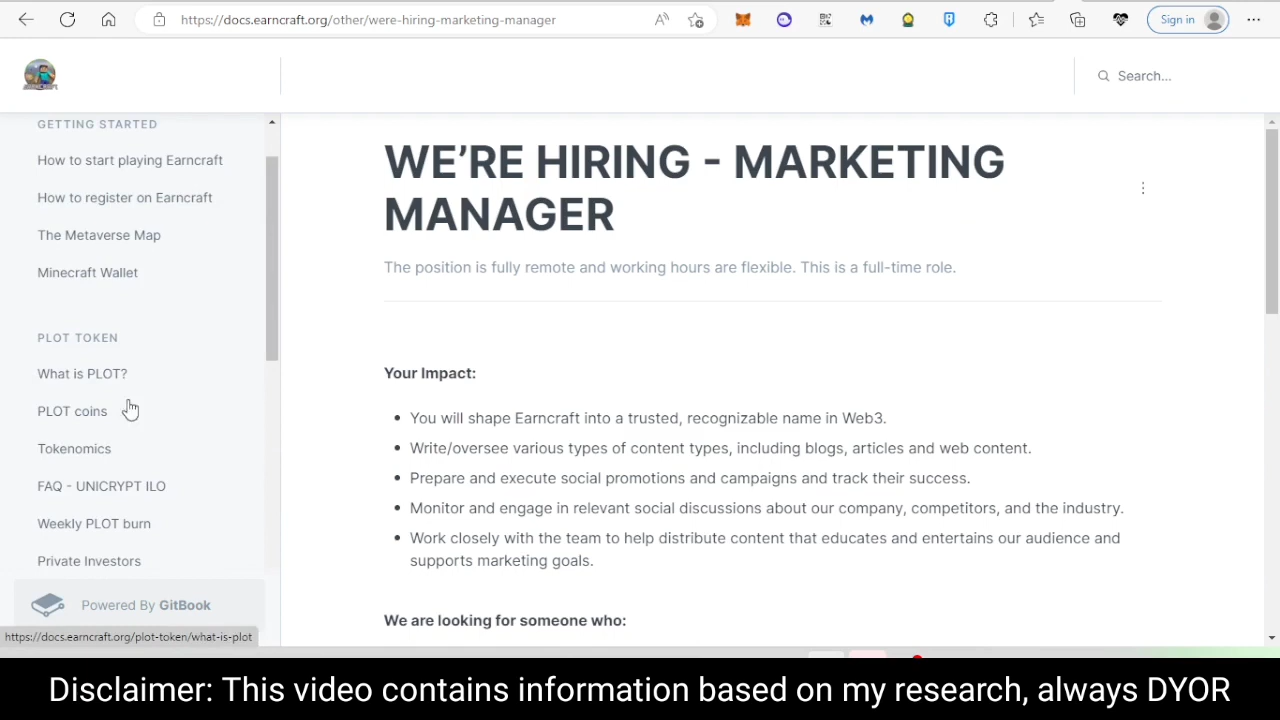 https://docs.earncraft.org/other/were-hiring-marketing-manager
Sign in
Search...
GETTING STARTED
How to start playing Earncraft
How to register on Earncraft
The Metaverse Map
Minecraft Wallet
PLOT TOKEN
What is PLOT?
PLOT coins
Tokenomics
FAQ - UNICRYPT ILO
Weekly PLOT burn
Private Investors
Powered By GitBook
https://docs.earncraft.org/plot-token/what-is-plot
WE’RE HIRING - MARKETING
MANAGER
The position is fully remote and working hours are flexible. This is a full-time role.
Your Impact:
• You will shape Earncraft into a trusted, recognizable name in Web3.
• Write/oversee various types of content types, including blogs, articles and web content.
• Prepare and execute social promotions and campaigns and track their success.
• Monitor and engage in relevant social discussions about our company, competitors, and the industry.
• Work closely with the team to help distribute content that educates and entertains our audience and
supports marketing goals.
We are looking for someone who:
Disclaimer: This video contains information based on my research, always DYOR